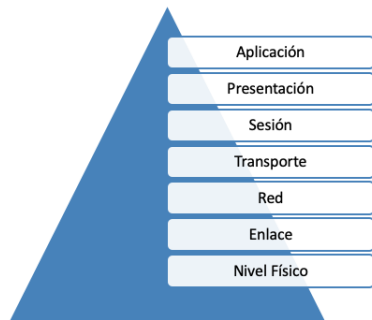 Aplicación
Presentación
Sesión
Transporte
Red
Enlace
Nivel Físico